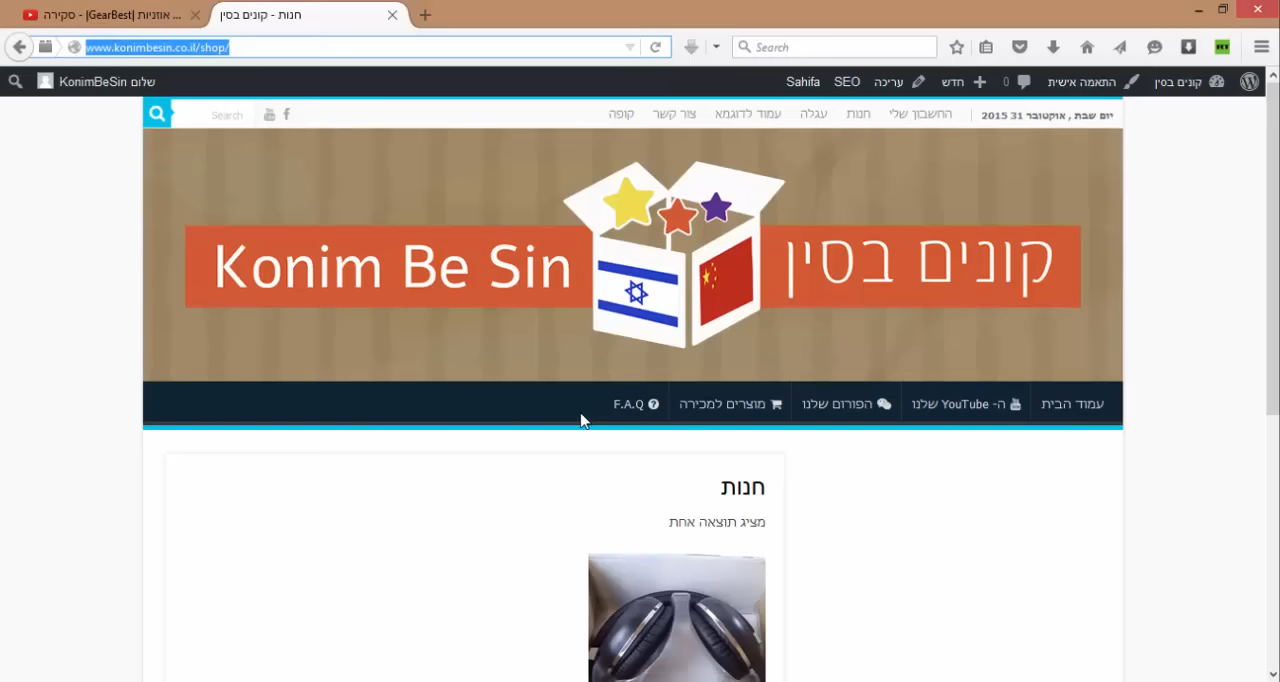 סקירה - |GearBest| אוזניות ...
חנות - קונים בסין
www.konimbesin.co.il/shop/
Search
שלום KonimBeSin
Sahifa
SEO
עריכה
חדש
0
התאמה אישית
קונים בסין
Search
קופה
צור קשר
עמוד לדוגמא
עגלה
חנות
החשבון שלי
יום שבת , אוקטובר 31 2015
Konim Be Sin
קונים בסין
עמוד הבית
ה- YouTube שלנו
הפורום שלנו
מוצרים למכירה
F.A.Q
חנות
מציג תוצאה אחת